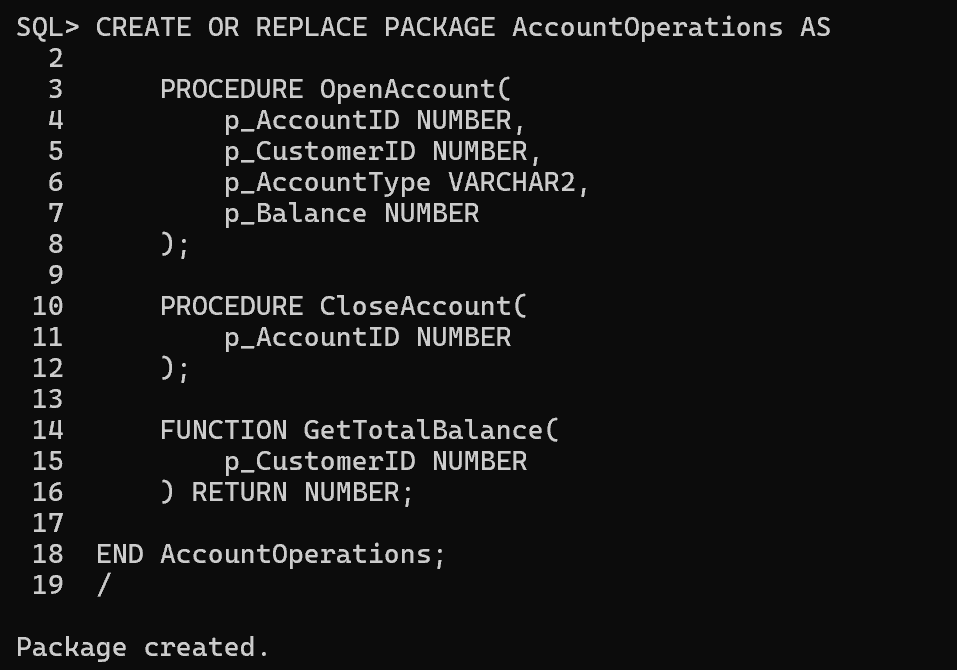 SQL> CREATE OR REPLACE PACKAGE AccountOperations AS
  2
  3      PROCEDURE OpenAccount(
  4          p_AccountID NUMBER,
  5          p_CustomerID NUMBER,
  6          p_AccountType VARCHAR2,
  7          p_Balance NUMBER
  8      );
  9
 10      PROCEDURE CloseAccount(
 11          p_AccountID NUMBER
 12      );
 13
 14      FUNCTION GetTotalBalance(
 15          p_CustomerID NUMBER
 16      ) RETURN NUMBER;
 17
 18  END AccountOperations;
 19  /

Package created.